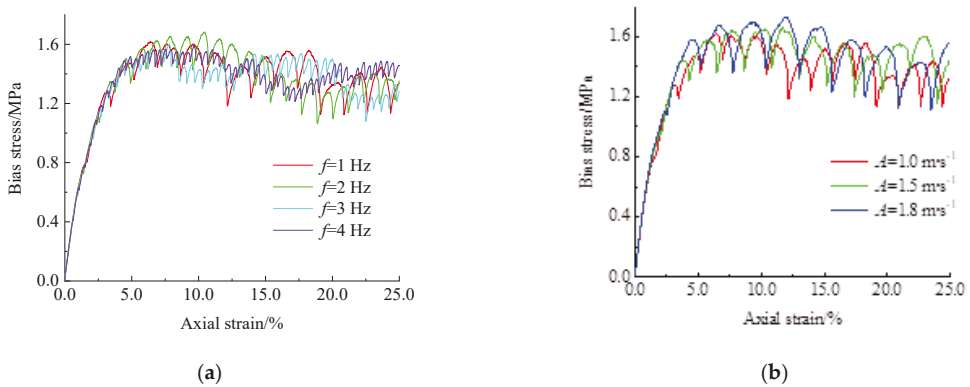 1.6
1.2
0.8
0.4
0.0
Bias stress/MPa
f=1 Hz
f=2 Hz
f=3 Hz
f=4 Hz
0.0 5.0 10.0 15.0 20.0 25.0
Axial strain/%
(a)
1.6
1.2
0.8
0.4
0.0
Bias stress/MPa
A=1.0 m·s⁻¹
A=1.5 m·s⁻¹
A=1.8 m·s⁻¹
0.0 5.0 10.0 15.0 20.0 25.0
Axial strain/%
(b)